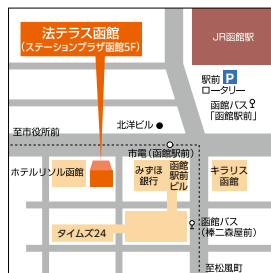 法テラス函館
(ステーションプラザ函館5F)
JR函館駅
駅前
ロータリー
P
函館バス
「函館駅前」
北洋ビル
至市役所前
市電(函館駅前)
ホテルリソル函館
みずほ
銀行
函館
駅前
ビル
キラリス
函館
タイムズ24
函館バス
(棒二森屋前)
至松風町